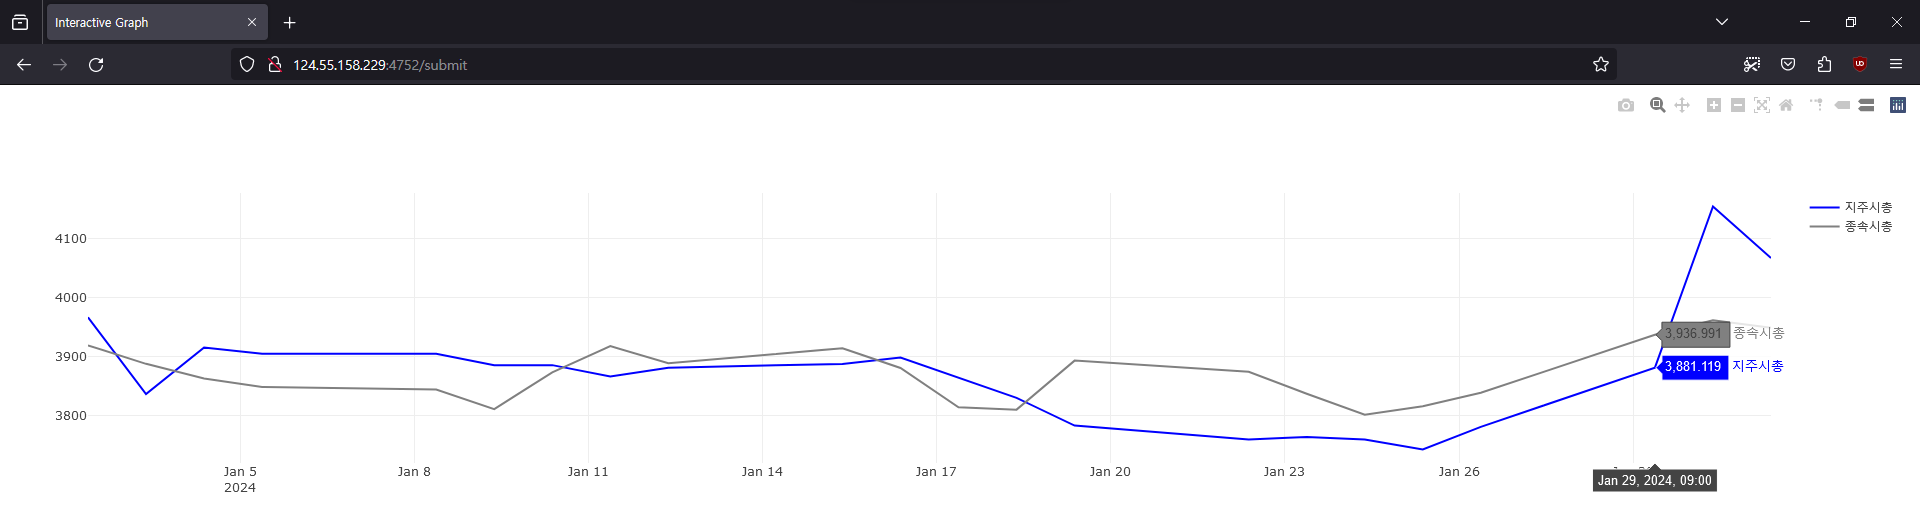 Interactive Graph
124.55.158.229:4752/submit
지주시총
종속시총
4100
4000
3900
3800
3,936.991 종속시총
3,881.119 지주시총
Jan 5
2024
Jan 8
Jan 11
Jan 14
Jan 17
Jan 20
Jan 23
Jan 26
Jan 29, 2024, 09:00